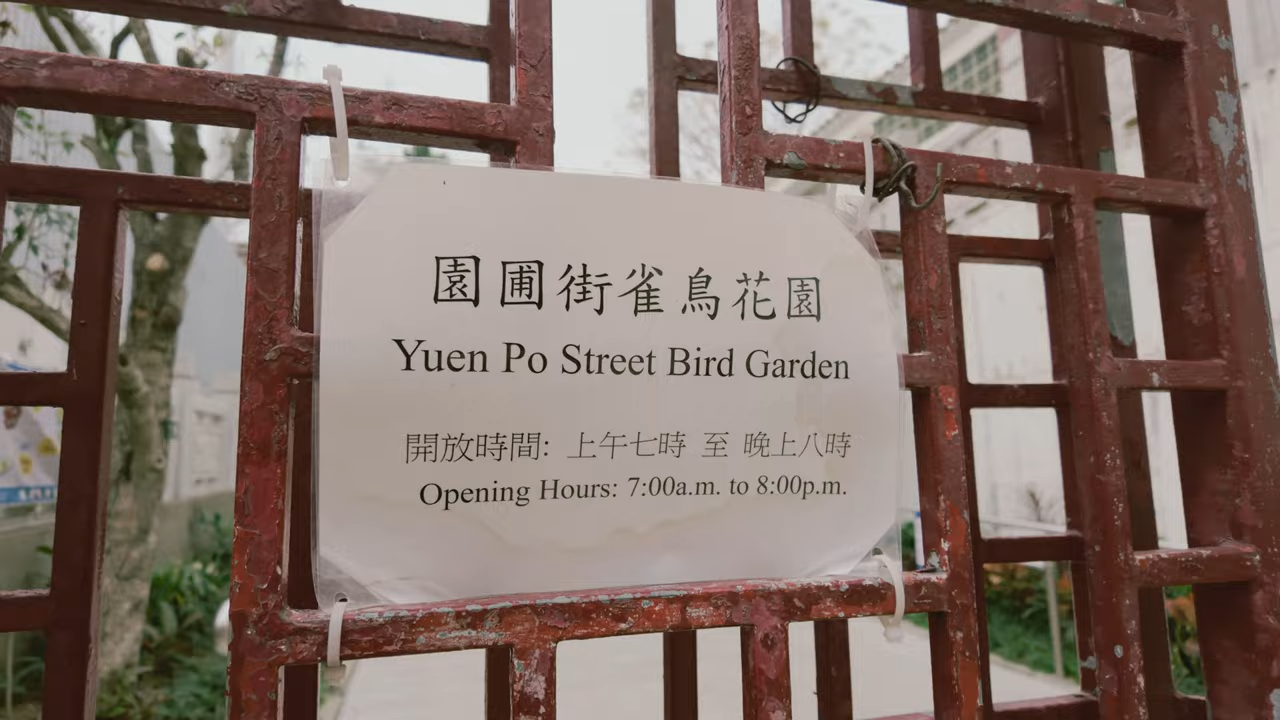 園圃街雀鳥花園
Yuen Po Street Bird Garden
開放時間: 上午七時 至 晚上八時
Opening Hours: 7:00a.m. to 8:00p.m.